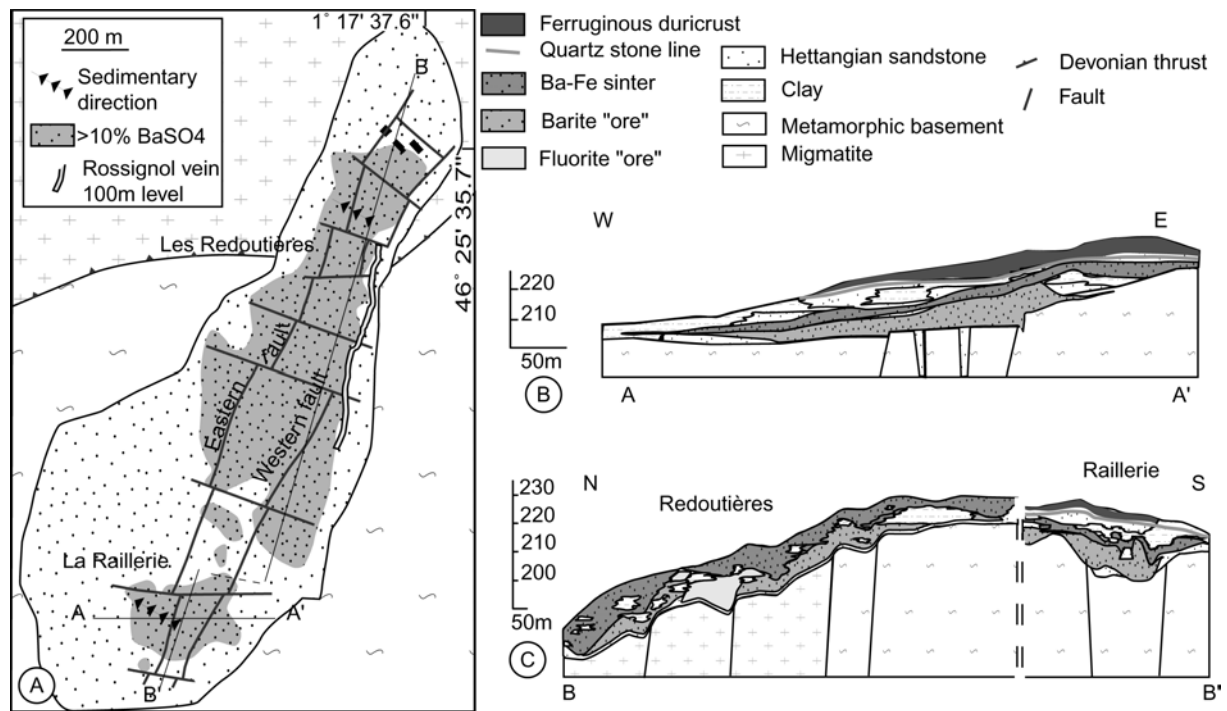 200 m
Sedimentary
direction
>10% BaSO4
Rossignol vein
100m level
1° 17' 37.6"
46° 25' 35.7"
B
Les Redoutières
Eastern fault
Western fault
La Raillerie
A
A'
B'
A
Ferruginous duricrust
Quartz stone line
Ba-Fe sinter
Barite "ore"
Fluorite "ore"
Hettangian sandstone
Clay
Metamorphic basement
Migmatite
Devonian thrust
Fault
W
E
220
210
50m
B
A
A'
230
220
210
200
50m
N
Redoutières
Raillerie
S
C
B
B'